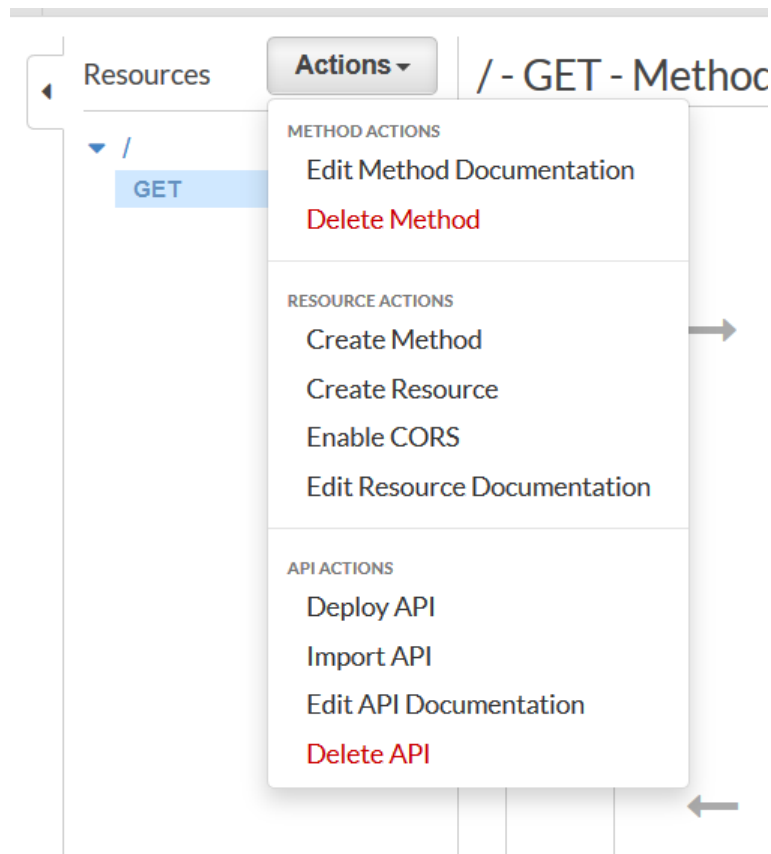 Resources
Actions
/ - GET - Method
/
GET
METHOD ACTIONS
Edit Method Documentation
Delete Method
RESOURCE ACTIONS
Create Method
Create Resource
Enable CORS
Edit Resource Documentation
API ACTIONS
Deploy API
Import API
Edit API Documentation
Delete API